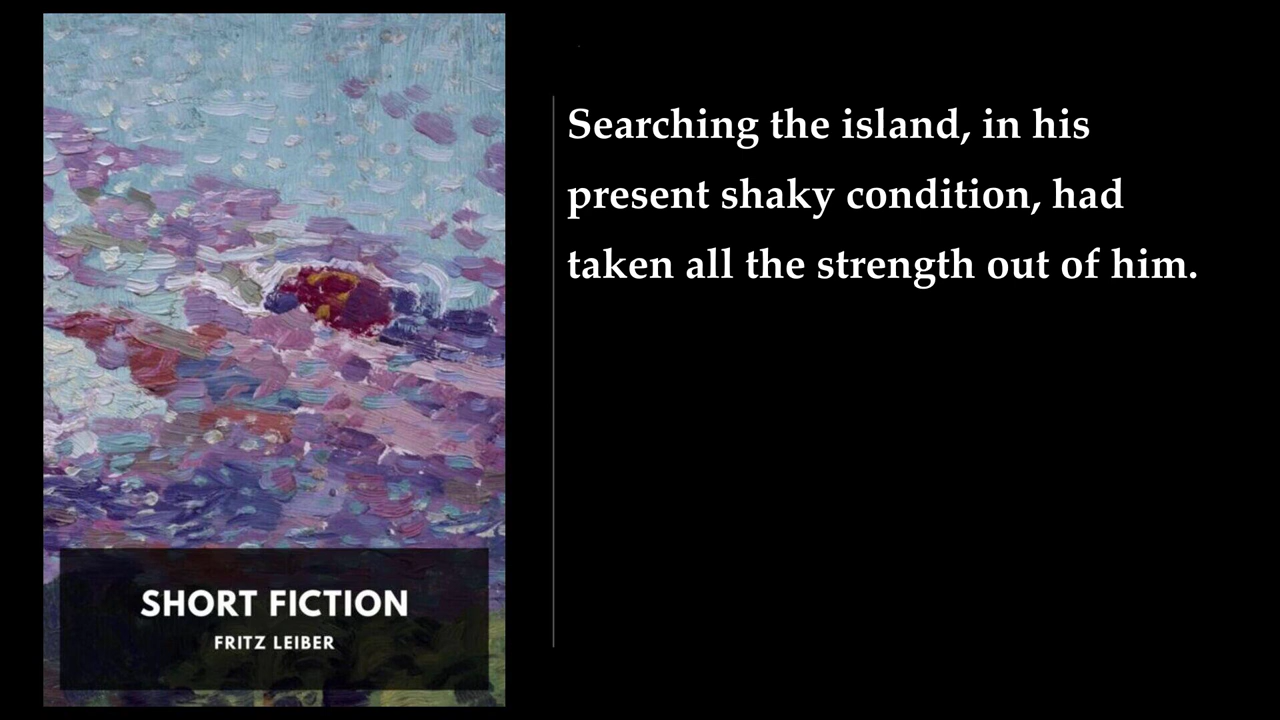 Searching the island, in his
present shaky condition, had
taken all the strength out of him.
SHORT FICTION
FRITZ LEIBER